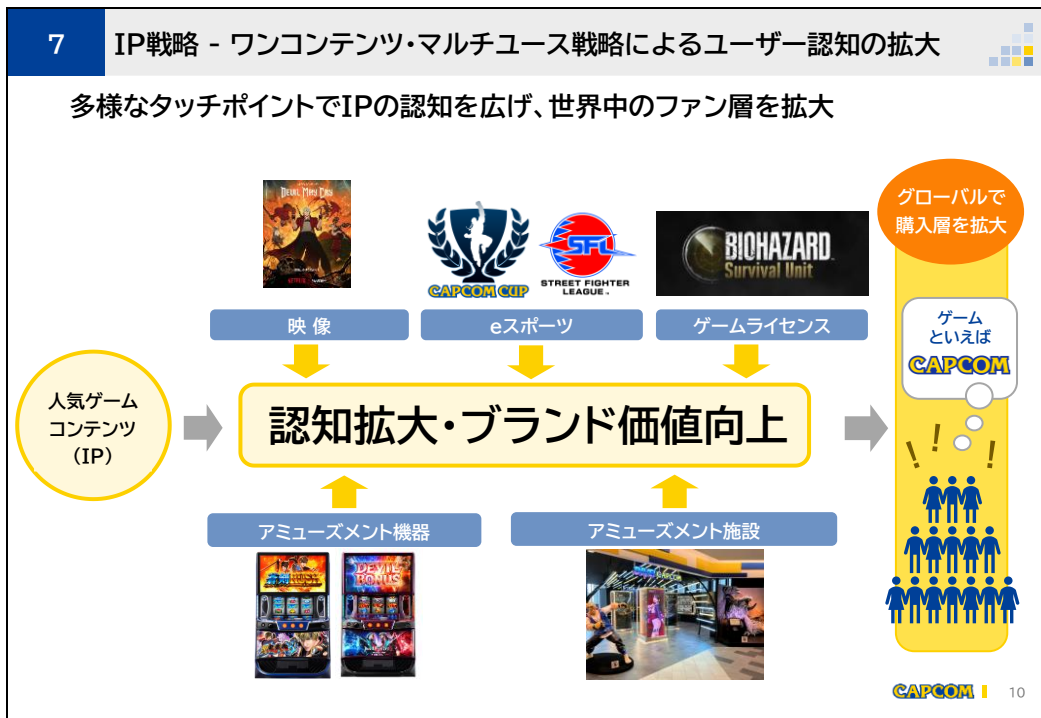 7
IP戦略 - ワンコンテンツ・マルチユース戦略によるユーザー認知の拡大
多様なタッチポイントでIPの認知を広げ、世界中のファン層を拡大
DEVIL MAY CRY
NETFLIX
CAPCOM CUP
SFL
STREET FIGHTER
LEAGUE
BIOHAZARD
Survival Unit
映 像
eスポーツ
ゲームライセンス
人気ゲーム
コンテンツ
（IP）
認知拡大・ブランド価値向上
アミューズメント機器
アミューズメント施設
DEVIL
BONUS
CAPCOM
グローバルで
購入層を拡大
ゲーム
といえば
CAPCOM
! ! !
CAPCOM
10